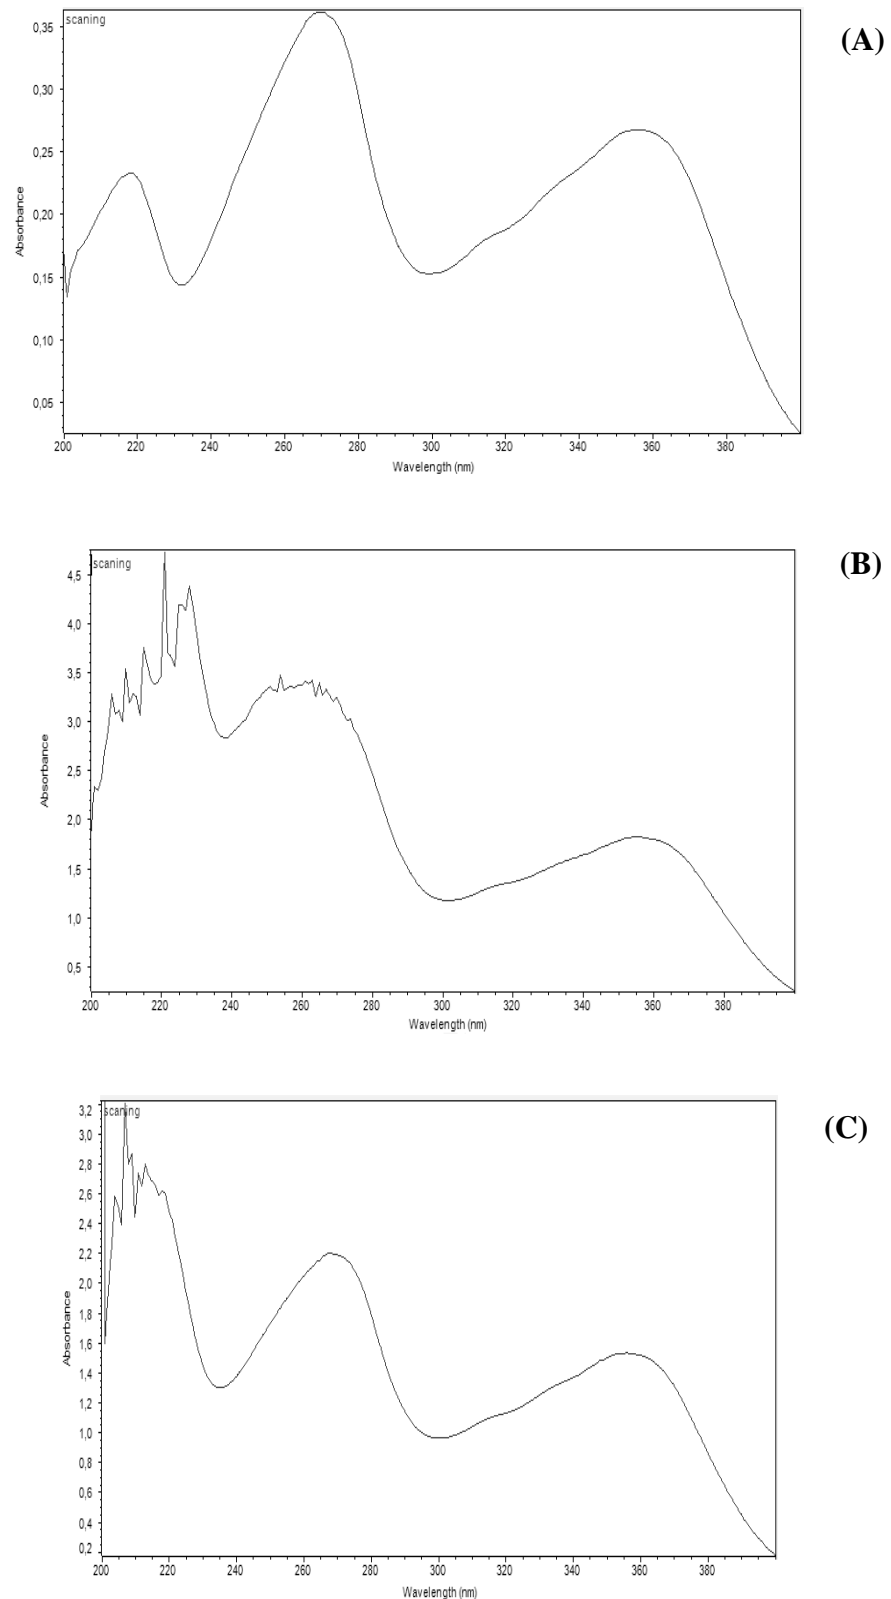 scaning
(A)
0,35
0,30
0,25
0,20
0,15
0,10
0,05
Absorbance
200 220 240 260 280 300 320 340 360 380
Wavelength (nm)
scaning
(B)
4,5
4,0
3,5
3,0
2,5
2,0
1,5
1,0
0,5
Absorbance
200 220 240 260 280 300 320 340 360 380
Wavelength (nm)
scaning
(C)
3,2
3,0
2,8
2,6
2,4
2,2
2,0
1,8
1,6
1,4
1,2
1,0
0,8
0,6
0,4
0,2
Absorbance
200 220 240 260 280 300 320 340 360 380
Wavelength (nm)